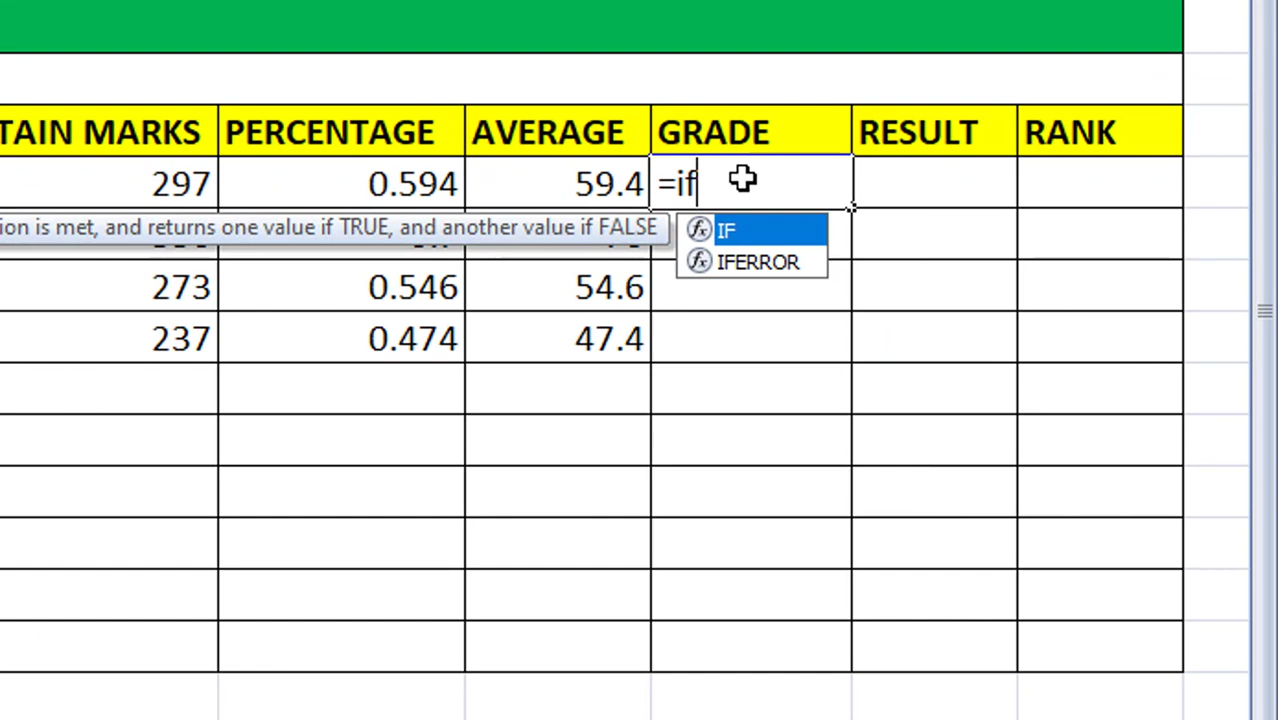 TAIN MARKS PERCENTAGE AVERAGE GRADE RESULT RANK
297 0.594 59.4 =if
ion is met, and returns one value if TRUE, and another value if FALSE IF
IFERROR
273 0.546 54.6
237 0.474 47.4